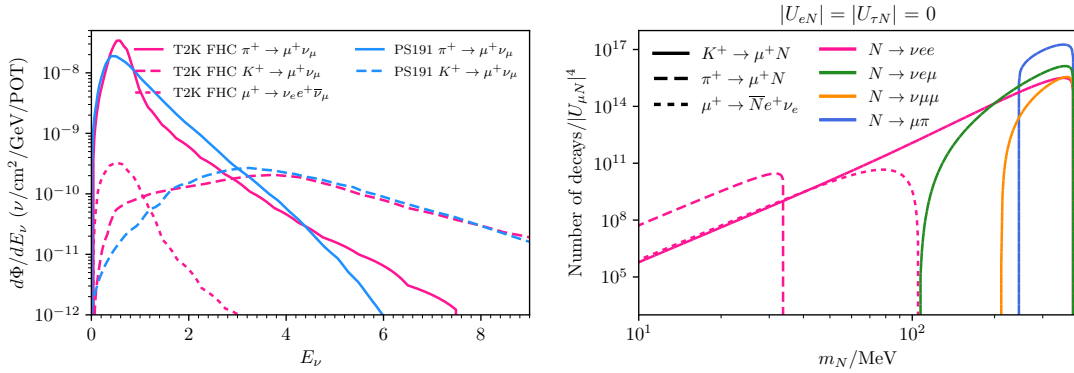 T2K FHC π⁺ → μ⁺ν_μ
T2K FHC K⁺ → μ⁺ν_μ
T2K FHC μ⁺ → ν_e e⁺ ν̅_μ
PS191 π⁺ → μ⁺ν_μ
PS191 K⁺ → μ⁺ν_μ
dΦ/dE_ν (ν/cm²/GeV/POT)
10⁻⁸
10⁻⁹
10⁻¹⁰
10⁻¹¹
10⁻¹²
0 2 4 6 8
E_ν
|U_eN| = |U_τN| = 0
K⁺ → μ⁺N
π⁺ → μ⁺N
μ⁺ → N̅e⁺ν_e
N → νee
N → νeμ
N → νμμ
N → μπ
Number of decays/|U_μN|⁴
10¹⁷
10¹⁴
10¹¹
10⁸
10⁵
10¹ 10²
m_N/MeV